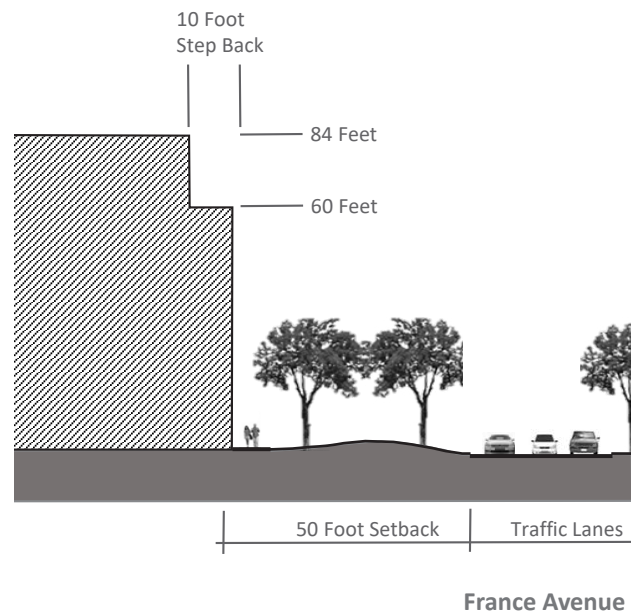 10 Foot
Step Back
84 Feet
60 Feet
50 Foot Setback
Traffic Lanes
France Avenue